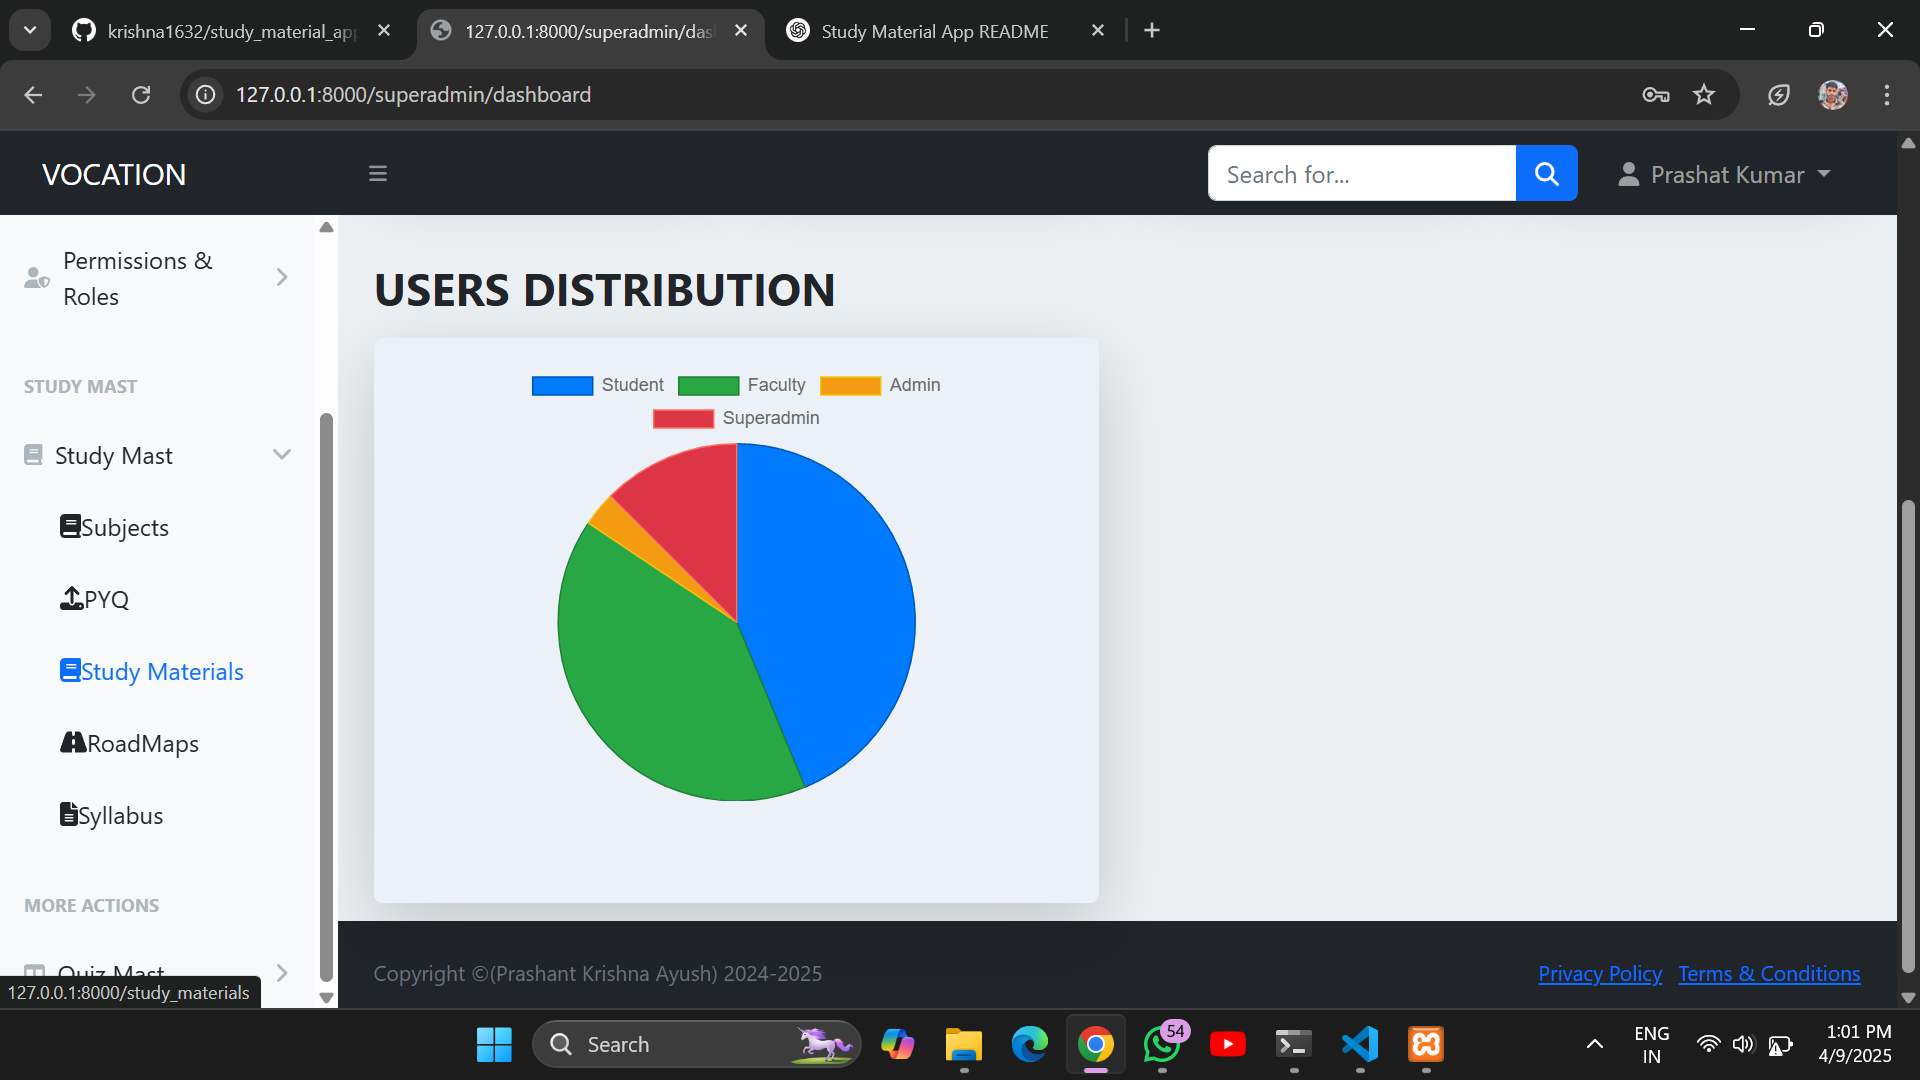 krishna1632/study_material_app
127.0.0.1:8000/superadmin/das
Study Material App README
127.0.0.1:8000/superadmin/dashboard
VOCATION
Search for...
Prashat Kumar
Permissions &
Roles
STUDY MAST
Study Mast
Subjects
PYQ
Study Materials
RoadMaps
Syllabus
MORE ACTIONS
Quiz Mast
127.0.0.1:8000/study_materials
USERS DISTRIBUTION
Student Faculty Admin
Superadmin
Copyright ©(Prashant Krishna Ayush) 2024-2025
Privacy Policy Terms & Conditions
Search
54
ENG
IN
1:01 PM
4/9/2025